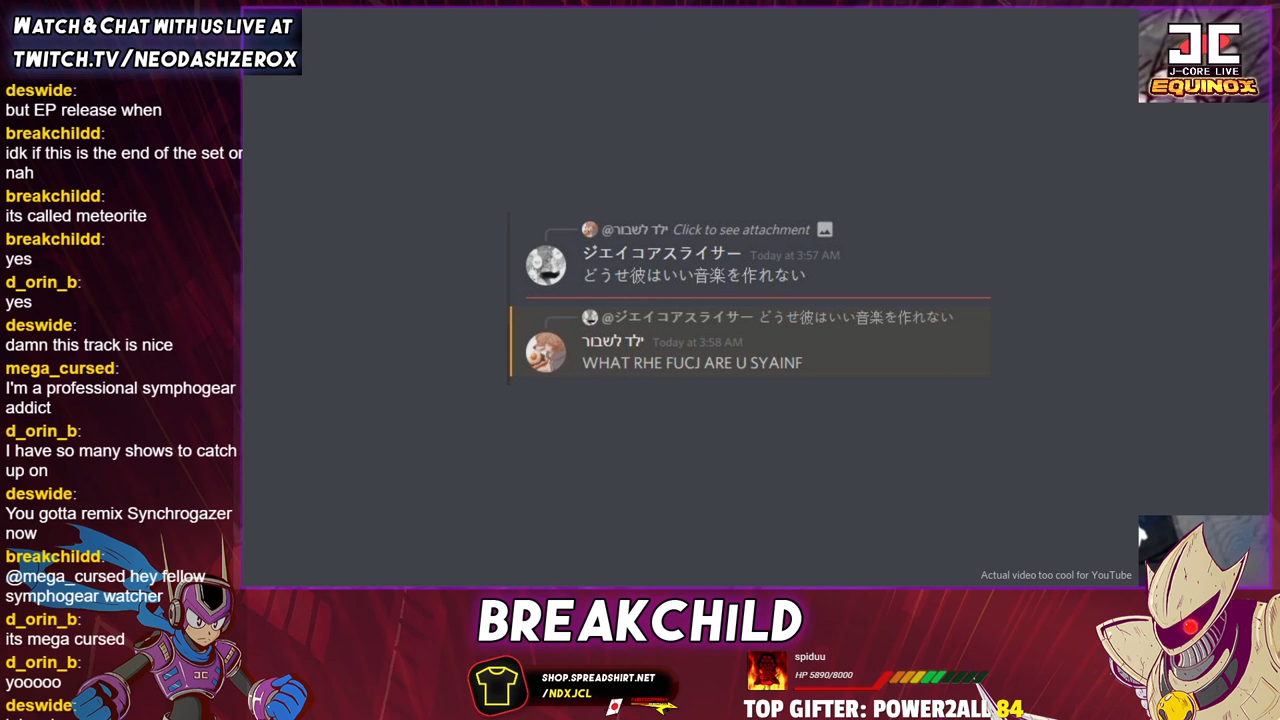 WATCH & CHAT WITH US LIVE AT
TWITCH.TV/NEODASHZEROX
deswide:
but EP release when
breakchildd:
idk if this is the end of the set or
nah
breakchildd:
its called meteorite
breakchildd:
yes
d_orin_b:
yes
deswide:
damn this track is nice
mega_cursed:
I'm a professional symphogear
addict
d_orin_b:
I have so many shows to catch
up on
deswide:
You gotta remix Synchrogazer
now
breakchildd:
@mega_cursed hey fellow
symphogear watcher
d_orin_b:
its mega cursed
d_orin_b:
yooooo
deswide:
@ילד לשבור Click to see attachment
ジェイコアスライサー Today at 3:57 AM
どうせ彼はいい音楽を作れない
@ジェイコアスライサー どうせ彼はいい音楽を作れない
ילד לשבור Today at 3:58 AM
WHAT RHE FUCJ ARE U SYAINF
Actual video too cool for YouTube
JC
J-CORE LIVE
EQUINOX
BREAKCHILD
SHOP.SPREADSHIRT.NET
/NDXJCL
spiduu
HP 5890/8000
TOP GIFTER: POWER2ALL 84
JC